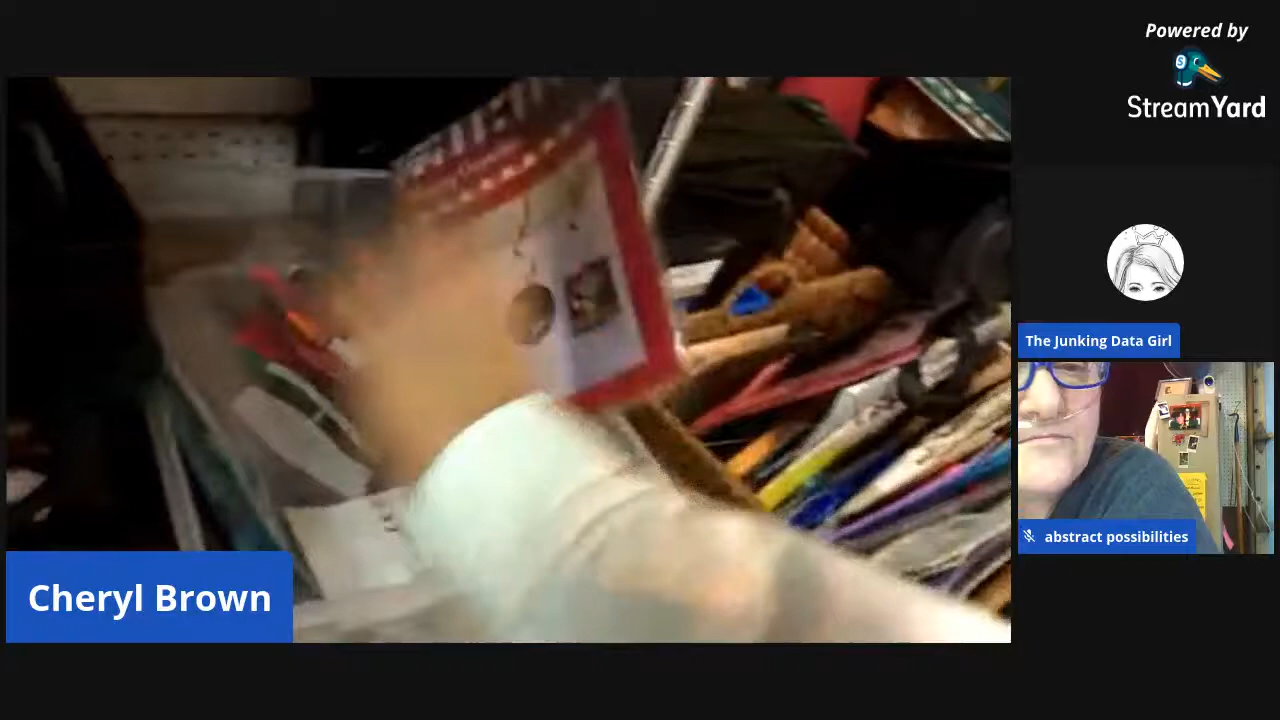 Powered by
StreamYard
The Junking Data Girl
abstract possibilities
Cheryl Brown